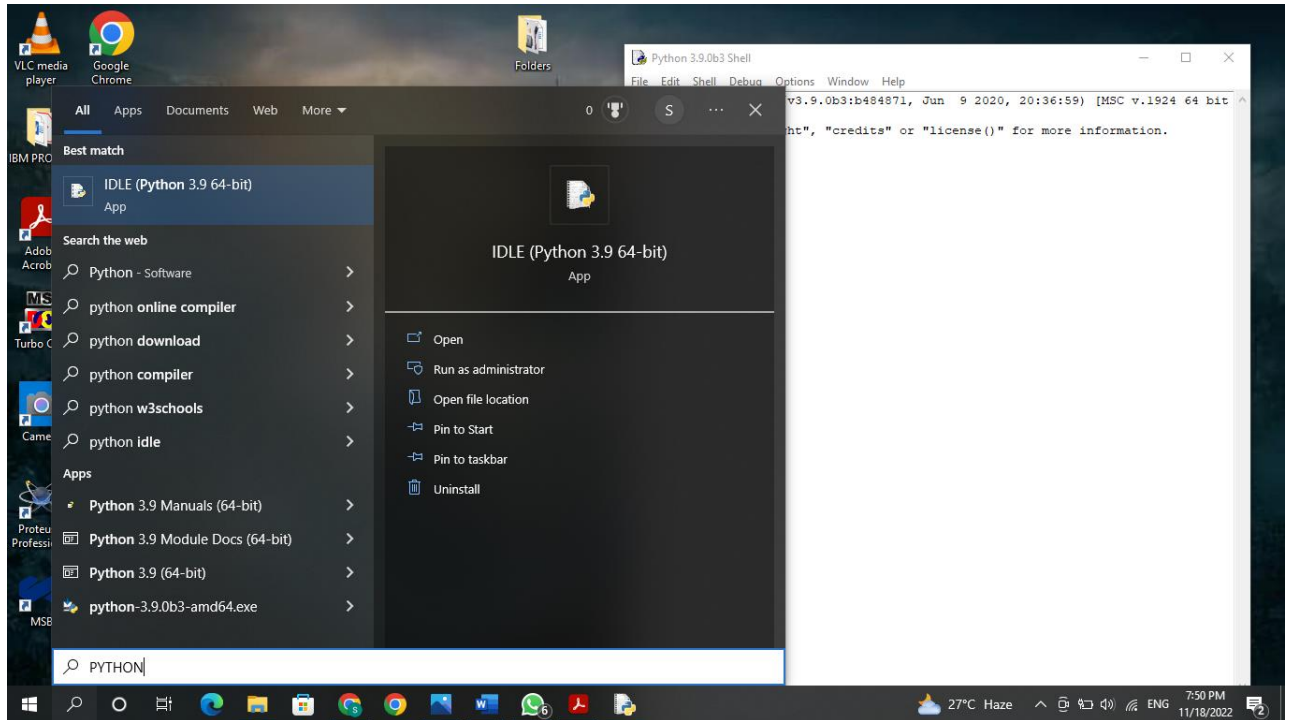 VLC media
player
Google
Chrome
Folders
IBM PRO
Adob
Acrob
MS
Turbo C
Came
Proteu
Professi
MSB
Python 3.9.0b3 Shell
File Edit Shell Debug Options Window Help
v3.9.0b3:b484871, Jun 9 2020, 20:36:59) [MSC v.1924 64 bit
ht", "credits" or "license()" for more information.
All Apps Documents Web More
0 S ...
Best match
IDLE (Python 3.9 64-bit)
App
Search the web
Python - Software
python online compiler
python download
python compiler
python w3schools
python idle
Apps
Python 3.9 Manuals (64-bit)
Python 3.9 Module Docs (64-bit)
Python 3.9 (64-bit)
python-3.9.0b3-amd64.exe
IDLE (Python 3.9 64-bit)
App
Open
Run as administrator
Open file location
Pin to Start
Pin to taskbar
Uninstall
PYTHON
6
27°C Haze
ENG
7:50 PM
11/18/2022
2